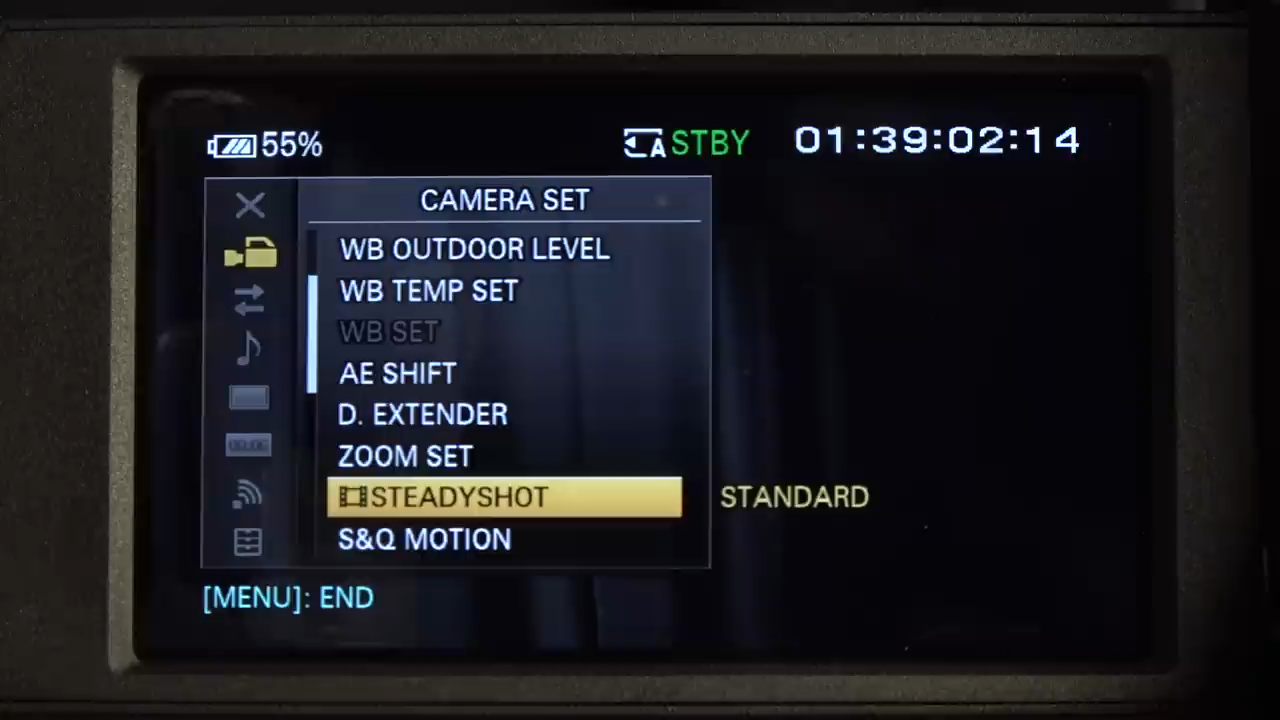 55% A STBY 01:39:02:14
CAMERA SET
WB OUTDOOR LEVEL
WB TEMP SET
WB SET
AE SHIFT
D. EXTENDER
ZOOM SET
STEADYSHOT STANDARD
S&Q MOTION
[MENU]: END